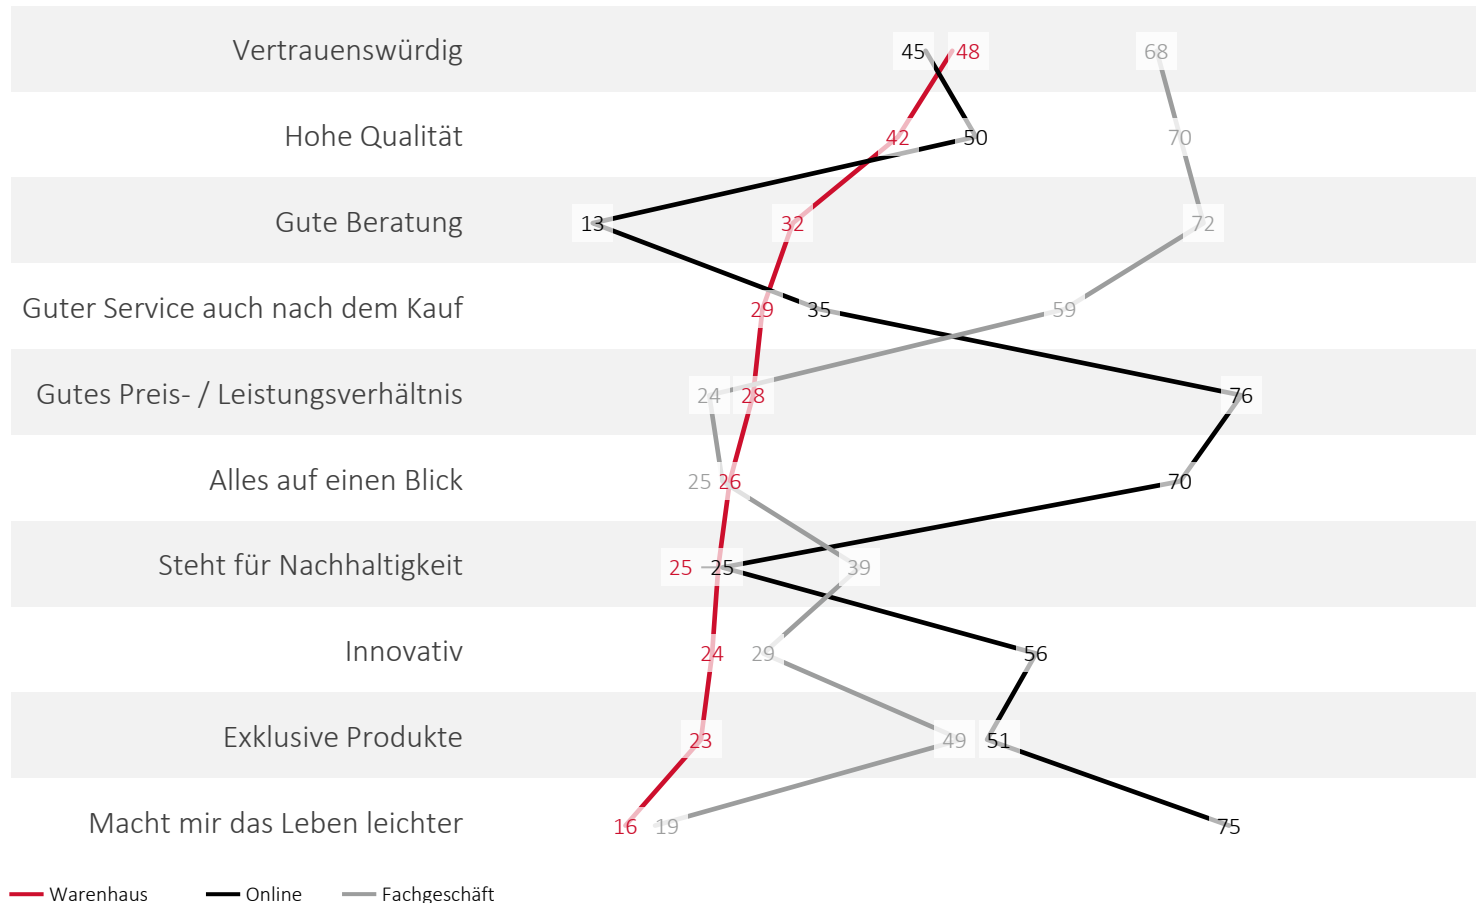 Vertrauenswürdig 45 48 68
Hohe Qualität 42 50 70
Gute Beratung 13 32 72
Guter Service auch nach dem Kauf 29 35 59
Gutes Preis- / Leistungsverhältnis 24 28 76
Alles auf einen Blick 25 26 70
Steht für Nachhaltigkeit 25 25 39
Innovativ 24 29 56
Exklusive Produkte 23 49 51
Macht mir das Leben leichter 16 19 75
Warenhaus Online Fachgeschäft